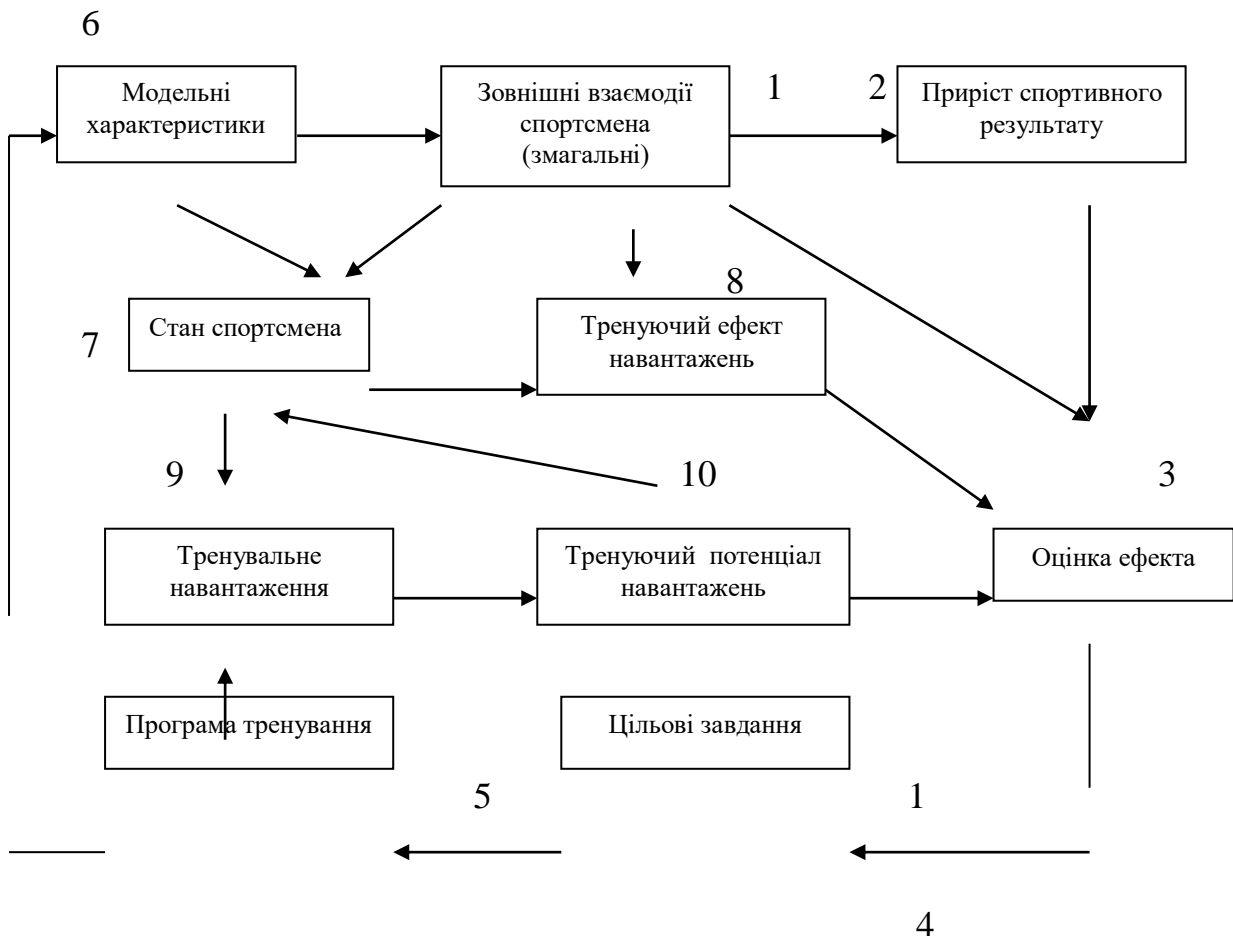 6
Модельні
характеристики
Зовнішні взаємодії
спортсмена
(змагальні)
1
2
Приріст спортивного
результату
7
Стан спортсмена
8
Тренуючий ефект
навантажень
9
10
3
Тренувальне
навантаження
Тренуючий потенціал
навантажень
Оцінка ефекта
Програма тренування
Цільові завдання
5
1
4